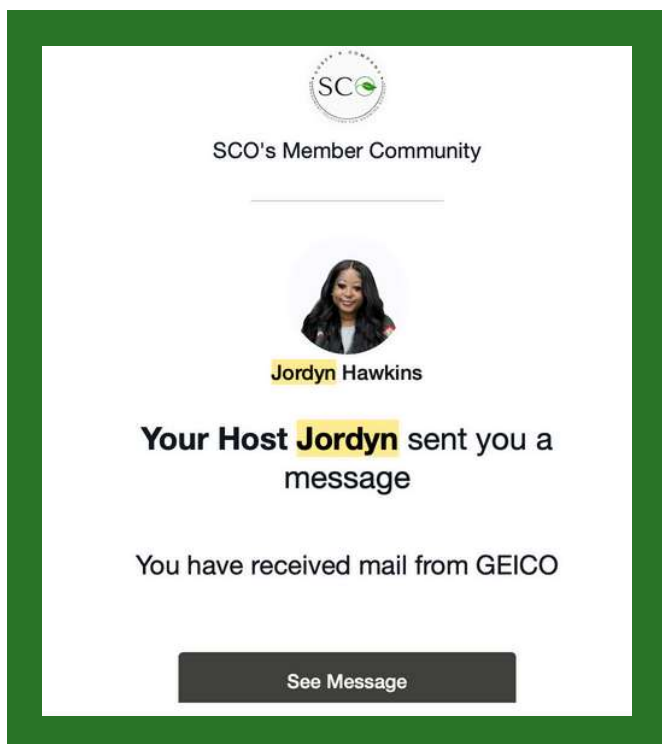 SCO
SCO's Member Community
Jordyn Hawkins
Your Host Jordyn sent you a
message
You have received mail from GEICO
See Message